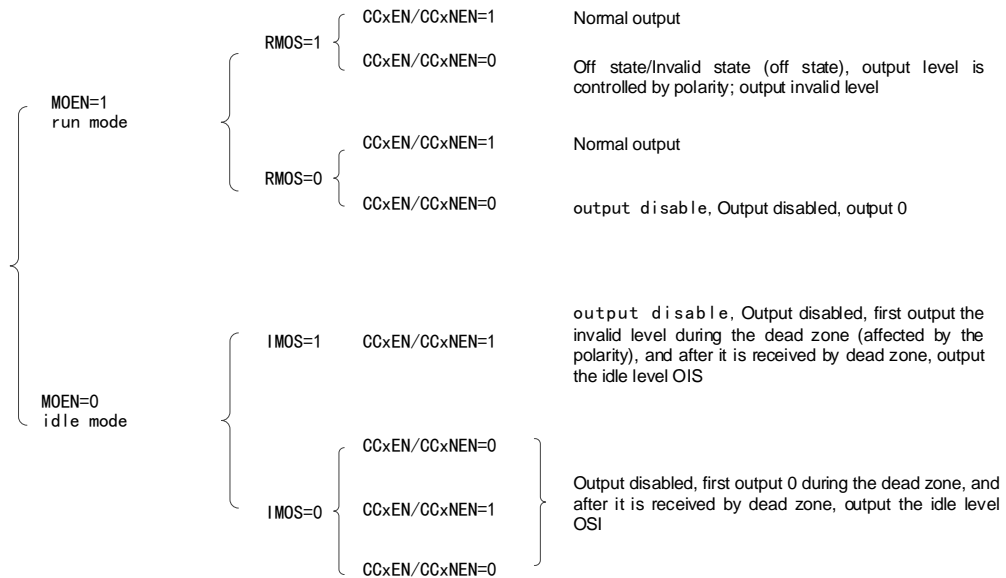 CCxEN/CCxNEN=1 Normal output
RMOS=1
CCxEN/CCxNEN=0 Off state/Invalid state (off state), output level is
controlled by polarity; output invalid level
MOEN=1
run mode
CCxEN/CCxNEN=1 Normal output
RMOS=0
CCxEN/CCxNEN=0 output disable, Output disabled, output 0
output disable, Output disabled, first output the
IMOS=1 CCxEN/CCxNEN=1 invalid level during the dead zone (affected by the
polarity), and after it is received by dead zone, output
the idle level OIS
MOEN=0
idle mode
CCxEN/CCxNEN=0
Output disabled, first output 0 during the dead zone, and
IMOS=0 CCxEN/CCxNEN=1 after it is received by dead zone, output the idle level
OSI
CCxEN/CCxNEN=0